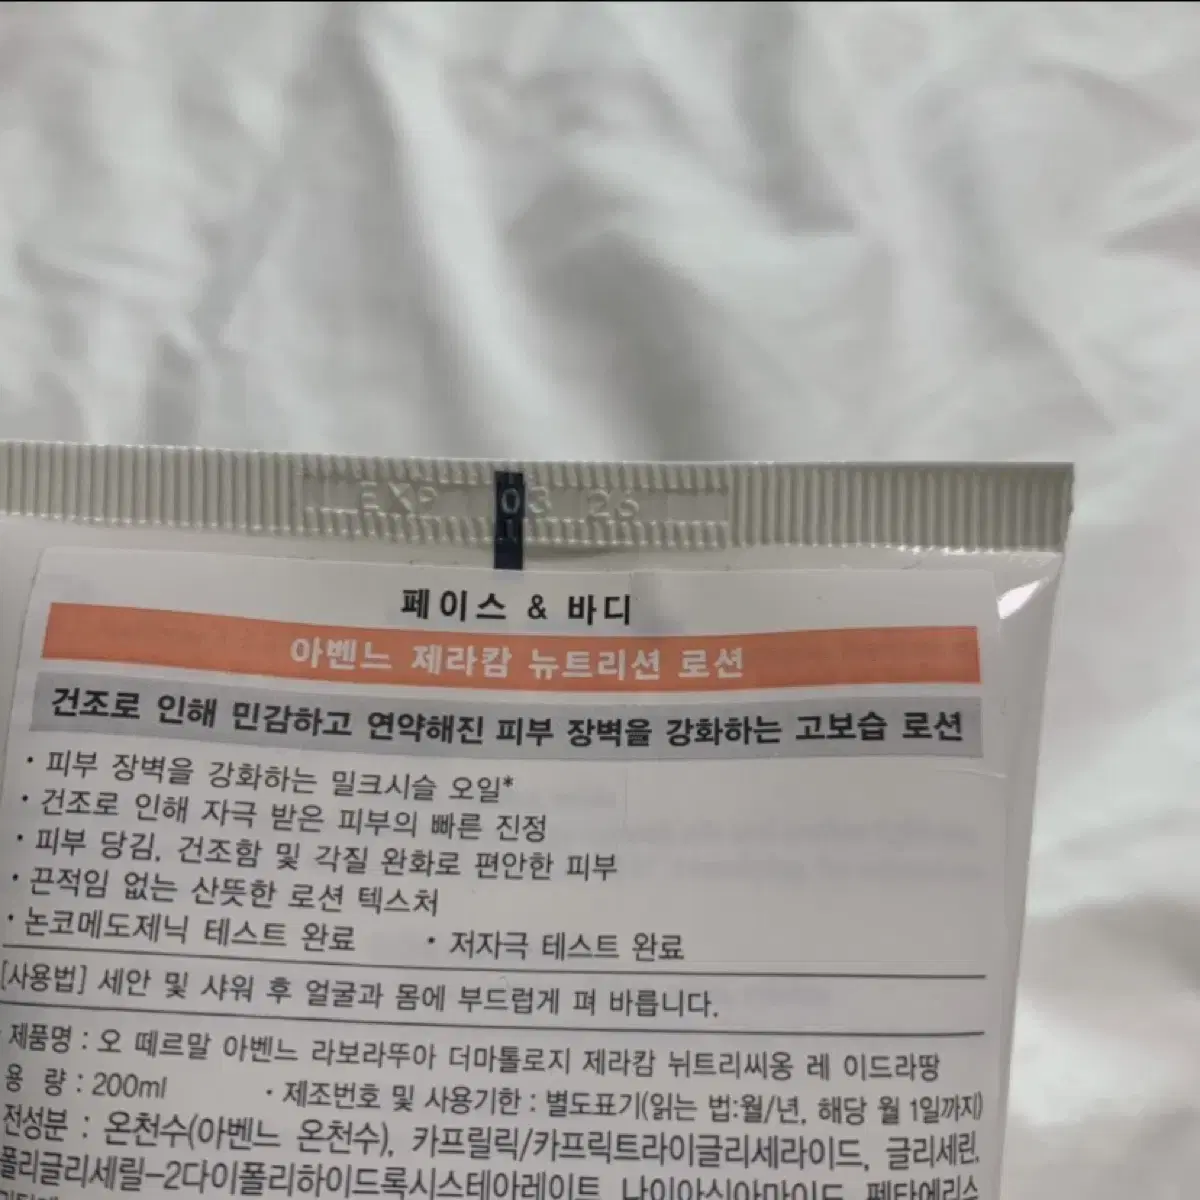 EXP 03 26
페이스 & 바디
아벤느 제라캄 뉴트리션 로션
건조로 인해 민감하고 연약해진 피부 장벽을 강화하는 고보습 로션
• 피부 장벽을 강화하는 밀크시슬 오일*
• 건조로 인해 자극 받은 피부의 빠른 진정
• 피부 당김, 건조함 및 각질 완화로 편안한 피부
• 끈적임 없는 산뜻한 로션 텍스처
• 논코메도제닉 테스트 완료 • 저자극 테스트 완료
[사용법] 세안 및 샤워 후 얼굴과 몸에 부드럽게 펴 바릅니다.
제품명 : 오 떼르말 아벤느 라보라뚜아 더마톨로지 제라캄 뉘트리씨옹 레 이드라땅
용 량 : 200ml • 제조번호 및 사용기한 : 별도표기(읽는 법:월/년, 해당 월 1일까지)
전성분 : 온천수(아벤느 온천수), 카프릴릭/카프릭트라이글리세라이드, 글리세린,
폴리글리세릴-2다이폴리하이드록시스테아레이트, 나이아신아마이드, 펜타에리스